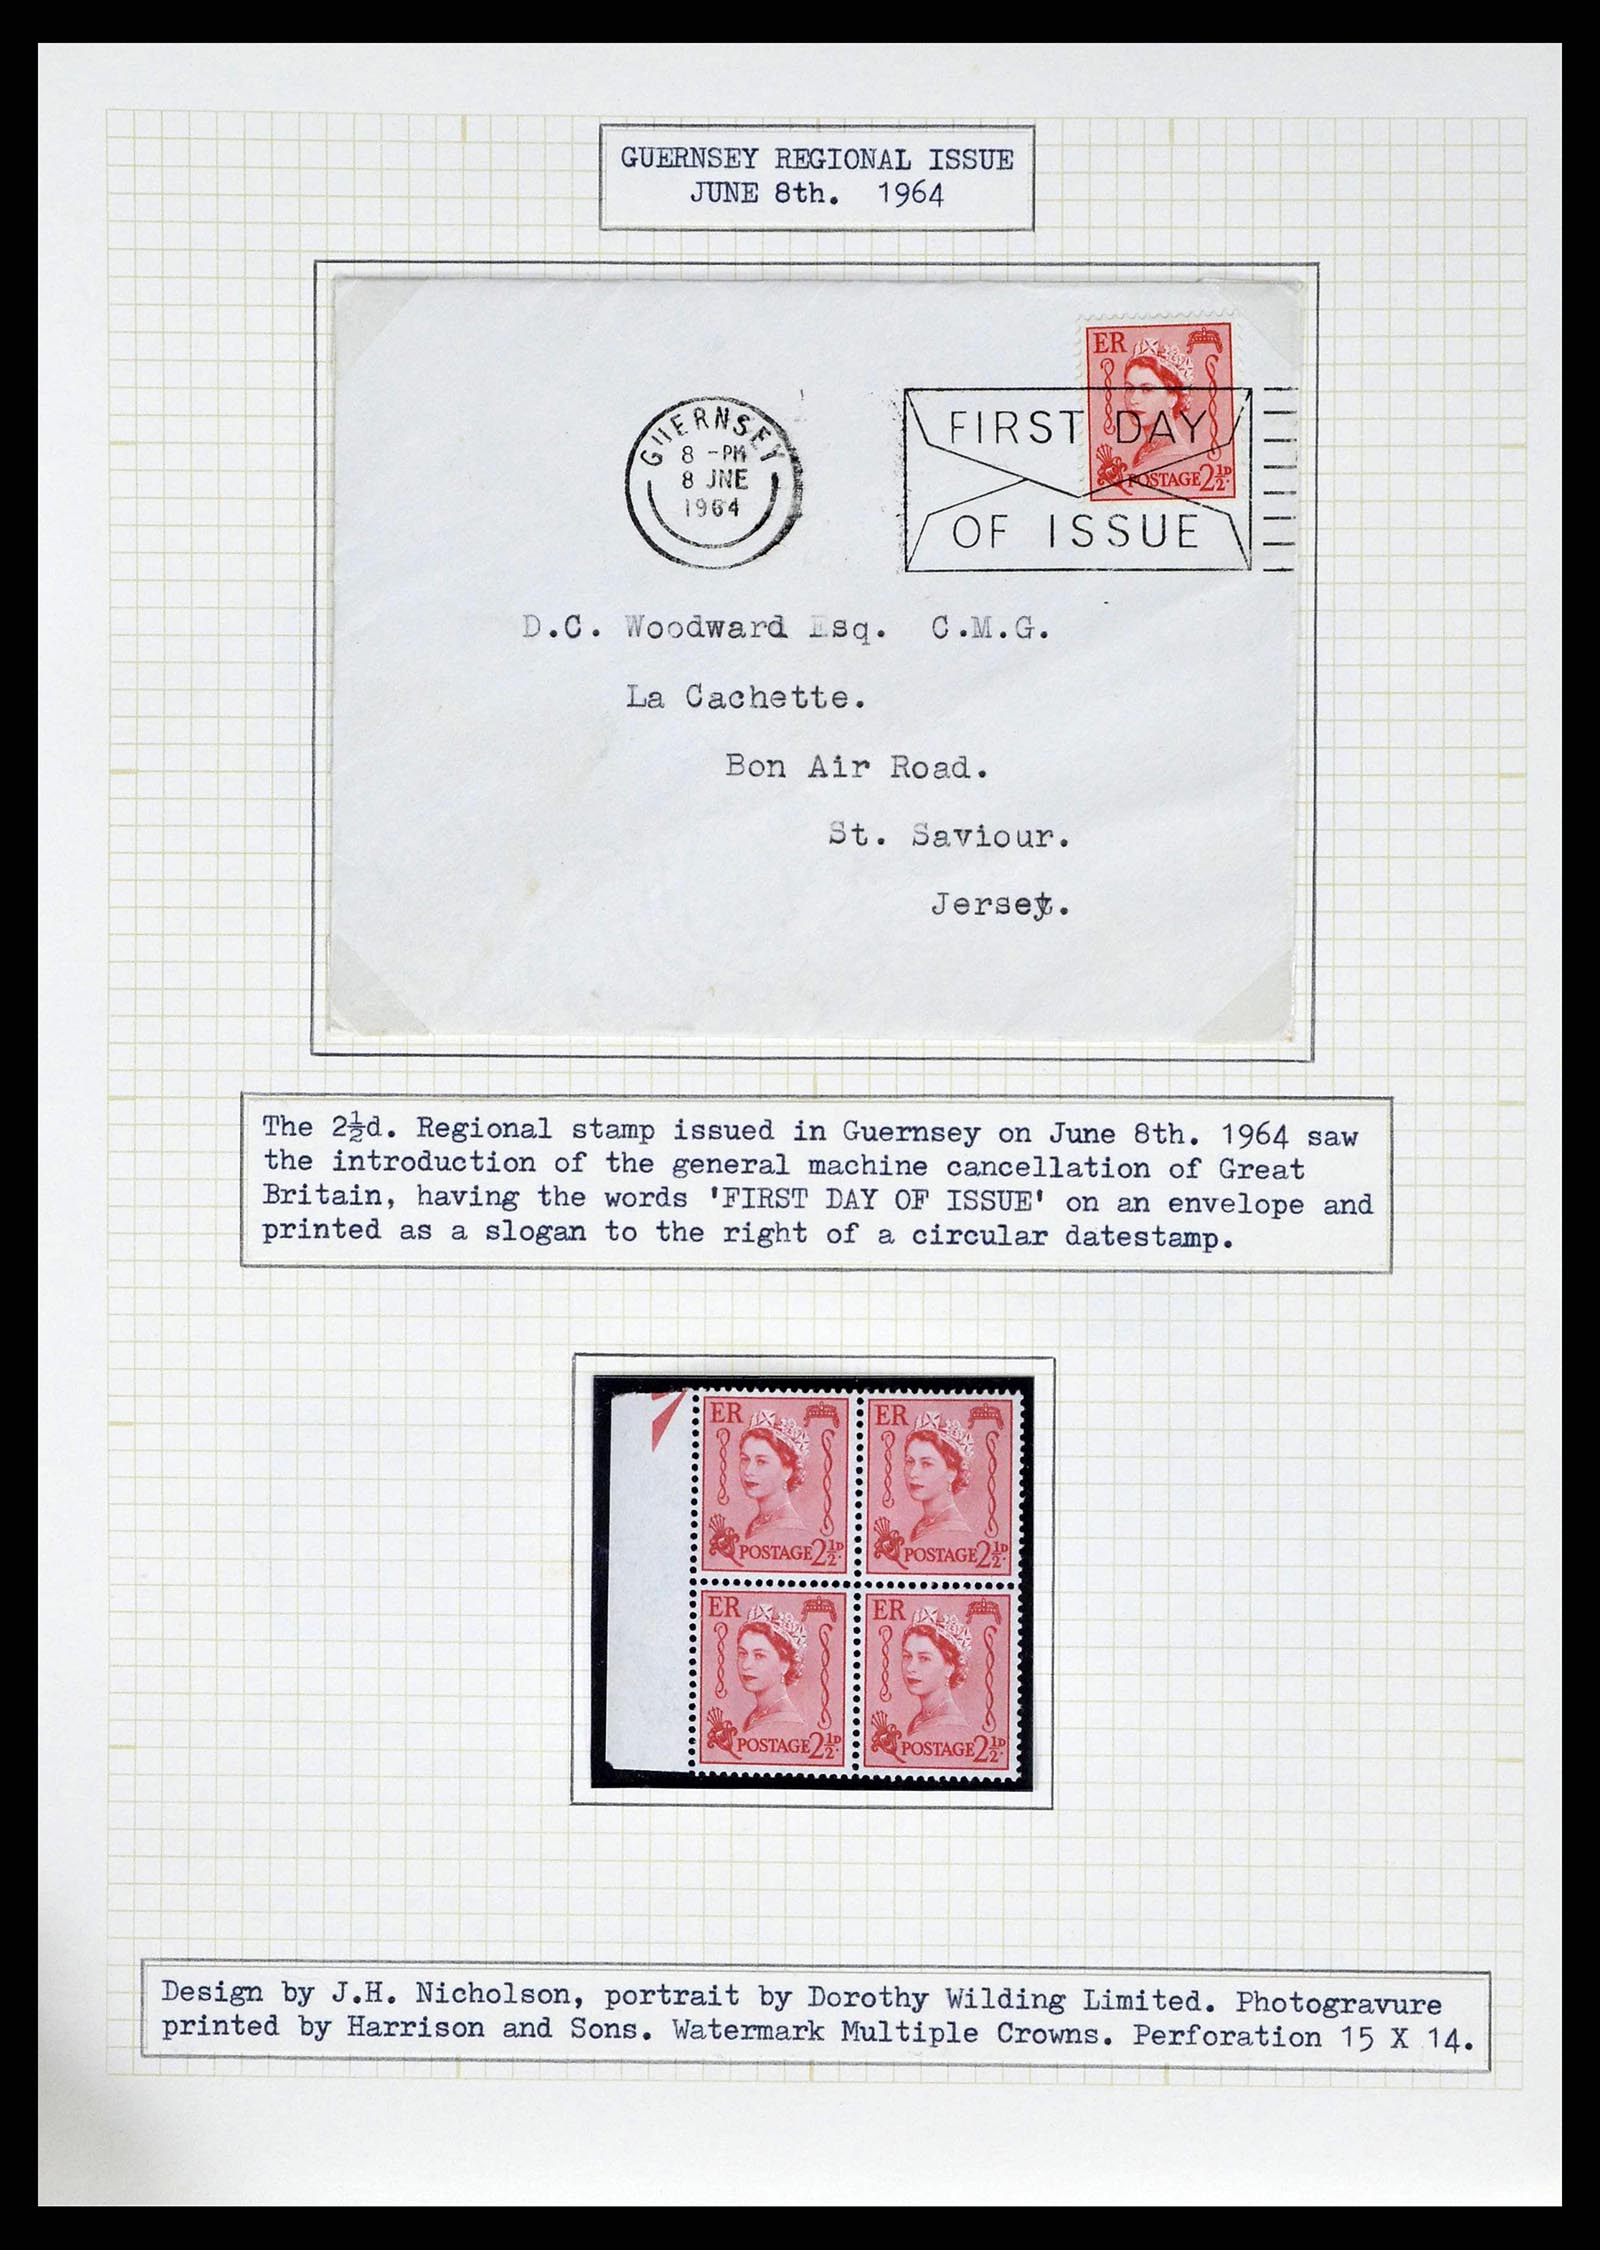 GUERNSEY REGIONAL ISSUE
JUNE 8th. 1964
ER
POSTAGE 2½D.
GUERNSEY
8 - PM
8 JNE
1964
FIRST DAY
OF ISSUE
D.C. Woodward Esq. C.M.G.
La Cachette.
Bon Air Road.
St. Saviour.
Jersey.
The 2½d. Regional stamp issued in Guernsey on June 8th. 1964 saw
the introduction of the general machine cancellation of Great
Britain, having the words 'FIRST DAY OF ISSUE' on an envelope and
printed as a slogan to the right of a circular datestamp.
ER
POSTAGE 2½D.
ER
POSTAGE 2½D.
ER
POSTAGE 2½D.
ER
POSTAGE 2½D.
Design by J.H. Nicholson, portrait by Dorothy Wilding Limited. Photogravure
printed by Harrison and Sons. Watermark Multiple Crowns. Perforation 15 X 14.